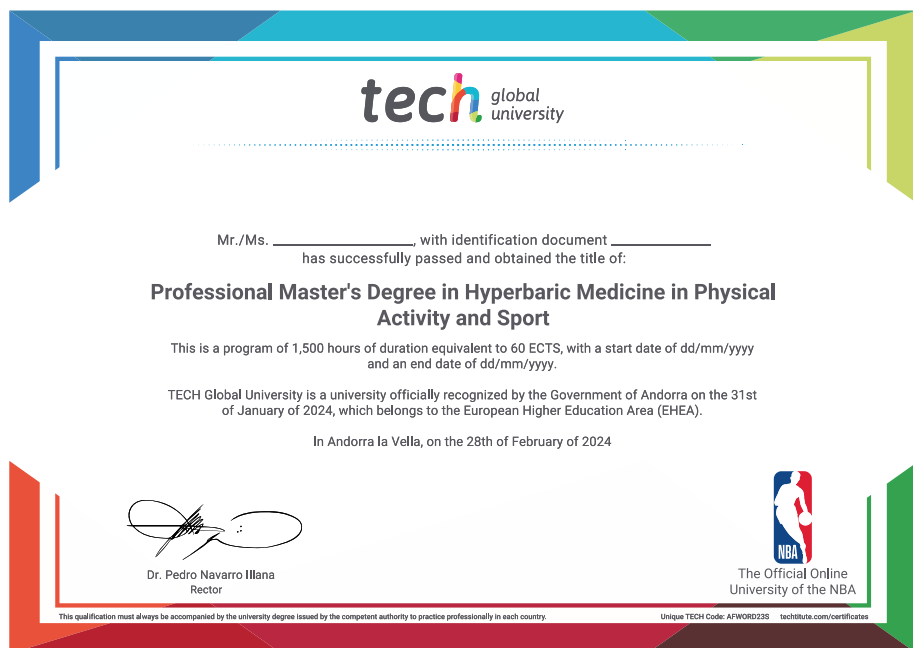 tech global
university
Mr./Ms. ________________, with identification document ___________
has successfully passed and obtained the title of:
Professional Master's Degree in Hyperbaric Medicine in Physical
Activity and Sport
This is a program of 1,500 hours of duration equivalent to 60 ECTS, with a start date of dd/mm/yyyy
and an end date of dd/mm/yyyy.
TECH Global University is a university officially recognized by the Government of Andorra on the 31st
of January of 2024, which belongs to the European Higher Education Area (EHEA).
In Andorra la Vella, on the 28th of February of 2024
Dr. Pedro Navarro Illana
Rector
NBA
The Official Online
University of the NBA
This qualification must always be accompanied by the university degree issued by the competent authority to practice professionally in each country.
Unique TECH Code: AFWORD23S techtitute.com/certificates